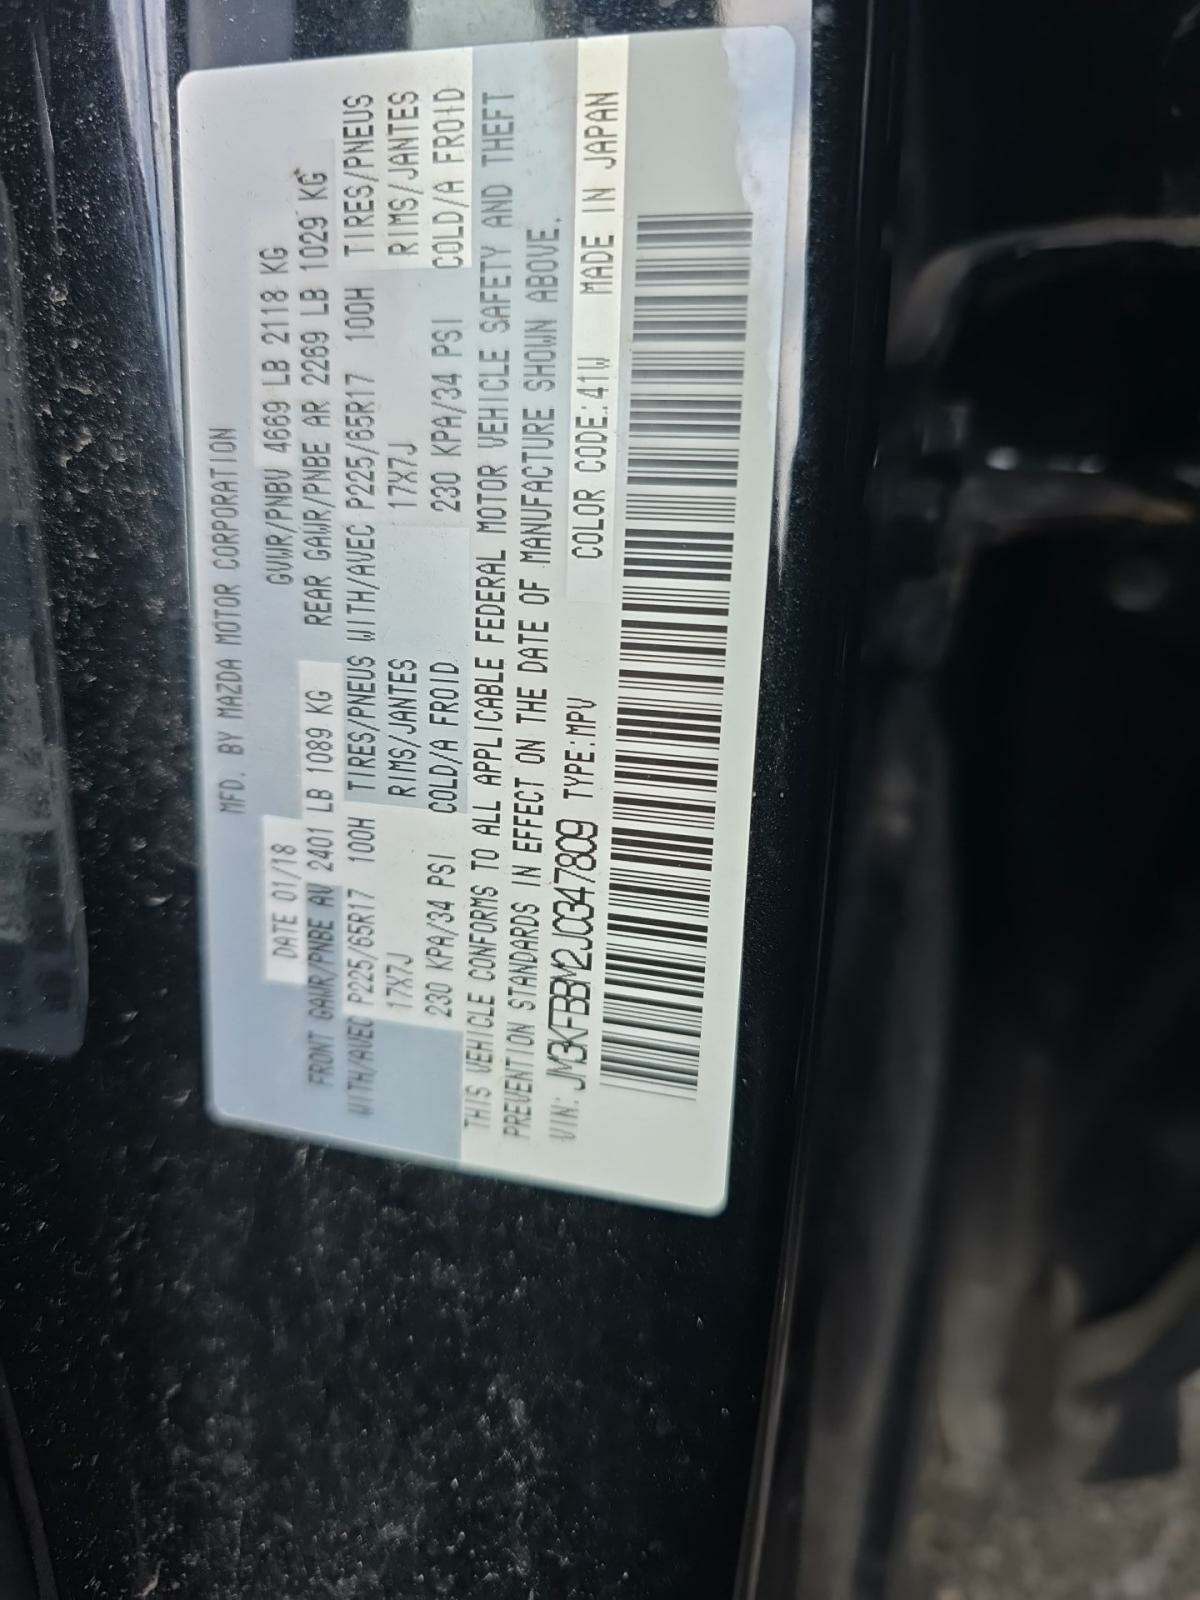 MFD. BY MAZDA MOTOR CORPORATION
DATE 01/18 GVWR/PNBV 4669 LB 2118 KG
FRONT GAWR/PNBE AV 2401 LB 1089 KG REAR GAWR/PNBE AR 2269 LB 1029 KG
WITH/AVEC P225/65R17 100H TIRES/PNEUS WITH/AVEC P225/65R17 100H TIRES/PNEUS
17X7J RIMS/JANTES 17X7J RIMS/JANTES
230 KPA/34 PSI COLD/A FROID 230 KPA/34 PSI COLD/A FROID
THIS VEHICLE CONFORMS TO ALL APPLICABLE FEDERAL MOTOR VEHICLE SAFETY AND THEFT
PREVENTION STANDARDS IN EFFECT ON THE DATE OF MANUFACTURE SHOWN ABOVE.
VIN: JM3KFBBM2J0347809 TYPE:MPV COLOR CODE:41W MADE IN JAPAN